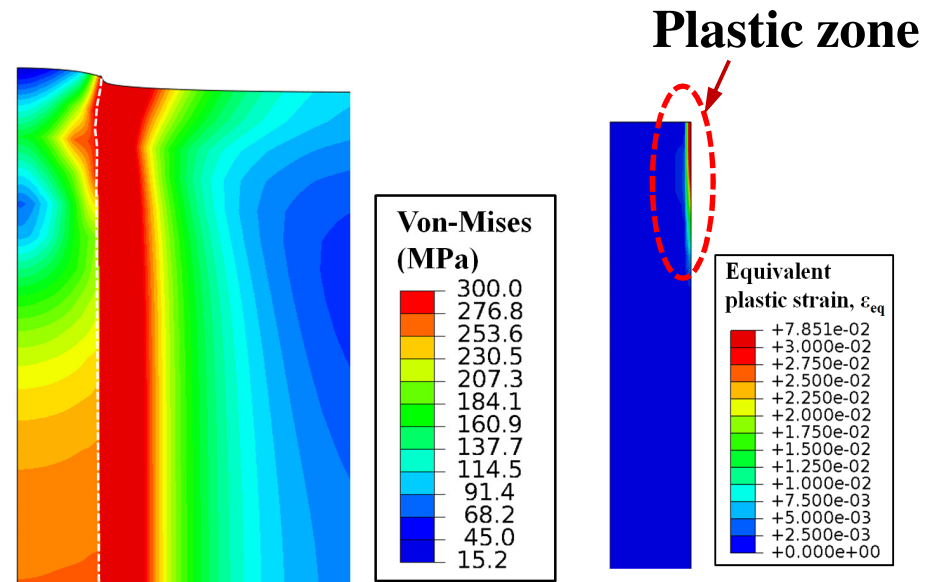 Plastic zone
Von-Mises
(MPa)
300.0
276.8
253.6
230.5
207.3
184.1
160.9
137.7
114.5
91.4
68.2
45.0
15.2
Equivalent
plastic strain, εeq
+7.851e-02
+3.000e-02
+2.750e-02
+2.500e-02
+2.250e-02
+2.000e-02
+1.750e-02
+1.500e-02
+1.250e-02
+1.000e-02
+7.500e-03
+5.000e-03
+2.500e-03
+0.000e+00